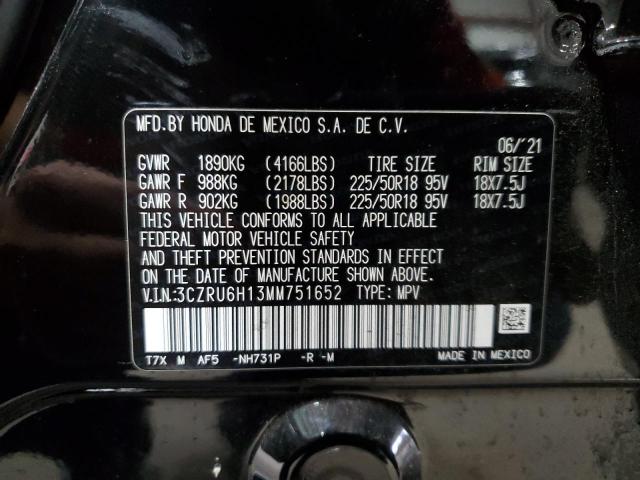 MFD.BY HONDA DE MEXICO S.A. DE C.V.
06/'21
GVWR 1890KG (4166LBS) TIRE SIZE RIM SIZE
GAWR F 988KG (2178LBS) 225/50R18 95V 18X7.5J
GAWR R 902KG (1988LBS) 225/50R18 95V 18X7.5J
THIS VEHICLE CONFORMS TO ALL APPLICABLE
FEDERAL MOTOR VEHICLE SAFETY
AND THEFT PREVENTION STANDARDS IN EFFECT
ON THE DATE OF MANUFACTURE SHOWN ABOVE.
V.I.N:3CZRU6H13MM751652 TYPE: MPV
T7X M AF5 -NH731P -R -M
MADE IN MEXICO